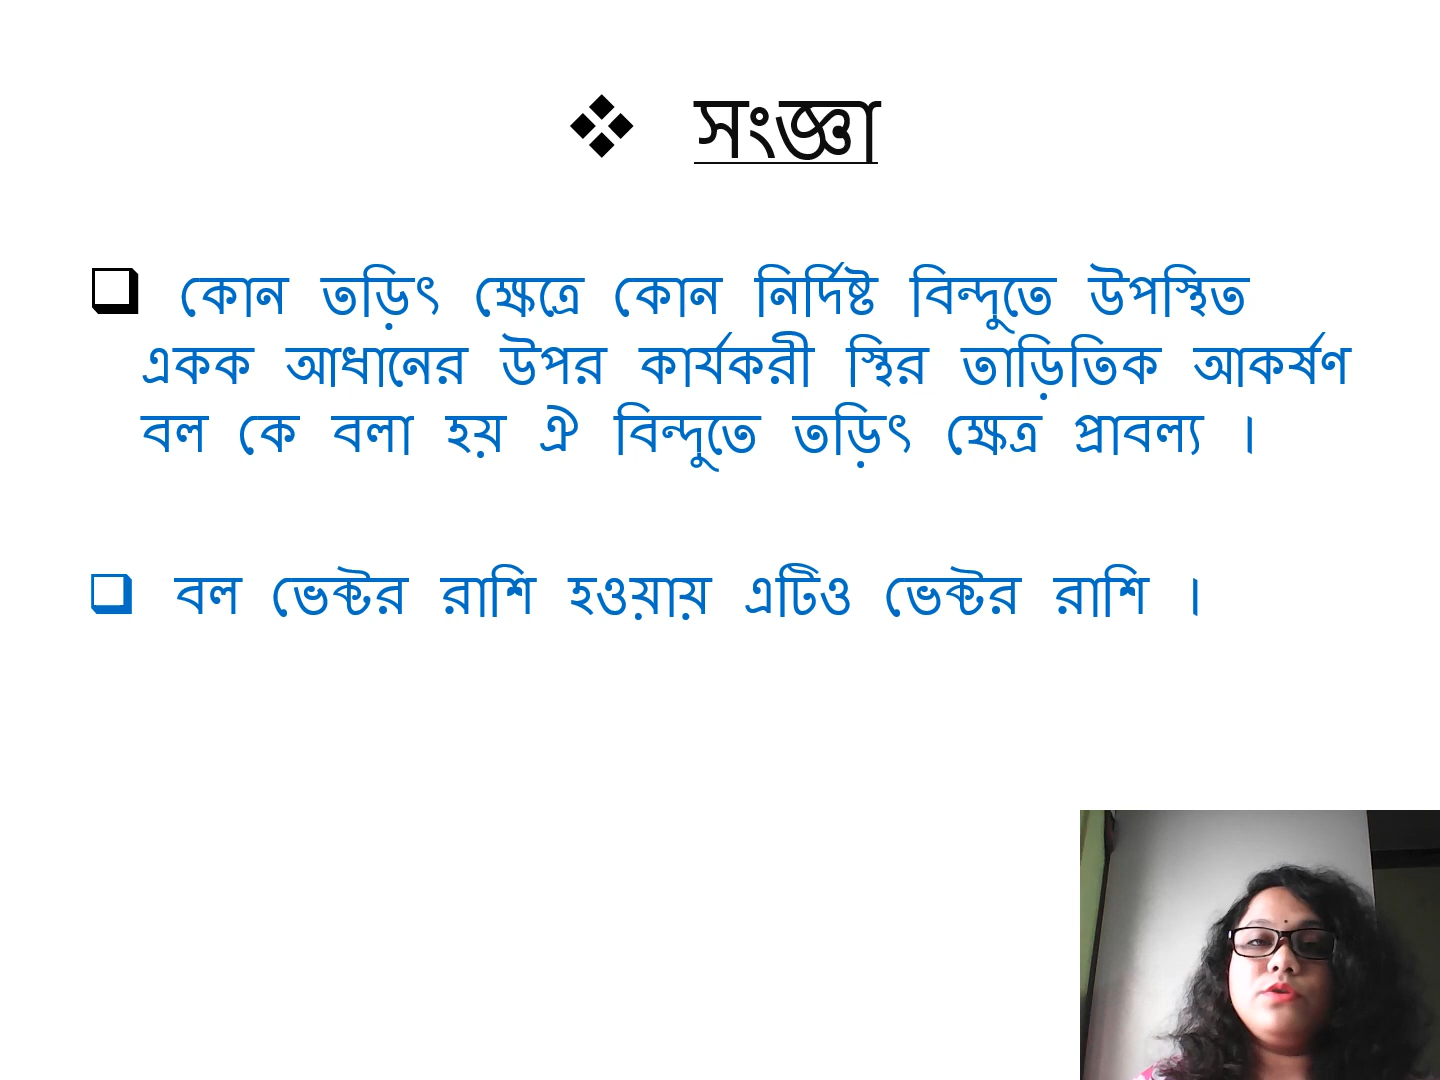 ❖ সংজ্ঞা
❑ কোন তড়িৎ ক্ষেত্রে কোন নির্দিষ্ট বিন্দুতে উপস্থিত
একক আধানের উপর কার্যকরী স্থির তাড়িতিক আকর্ষণ
বল কে বলা হয় ঐ বিন্দুতে তড়িৎ ক্ষেত্র প্রাবল্য ।
❑ বল ভেক্টর রাশি হওয়ায় এটিও ভেক্টর রাশি ।